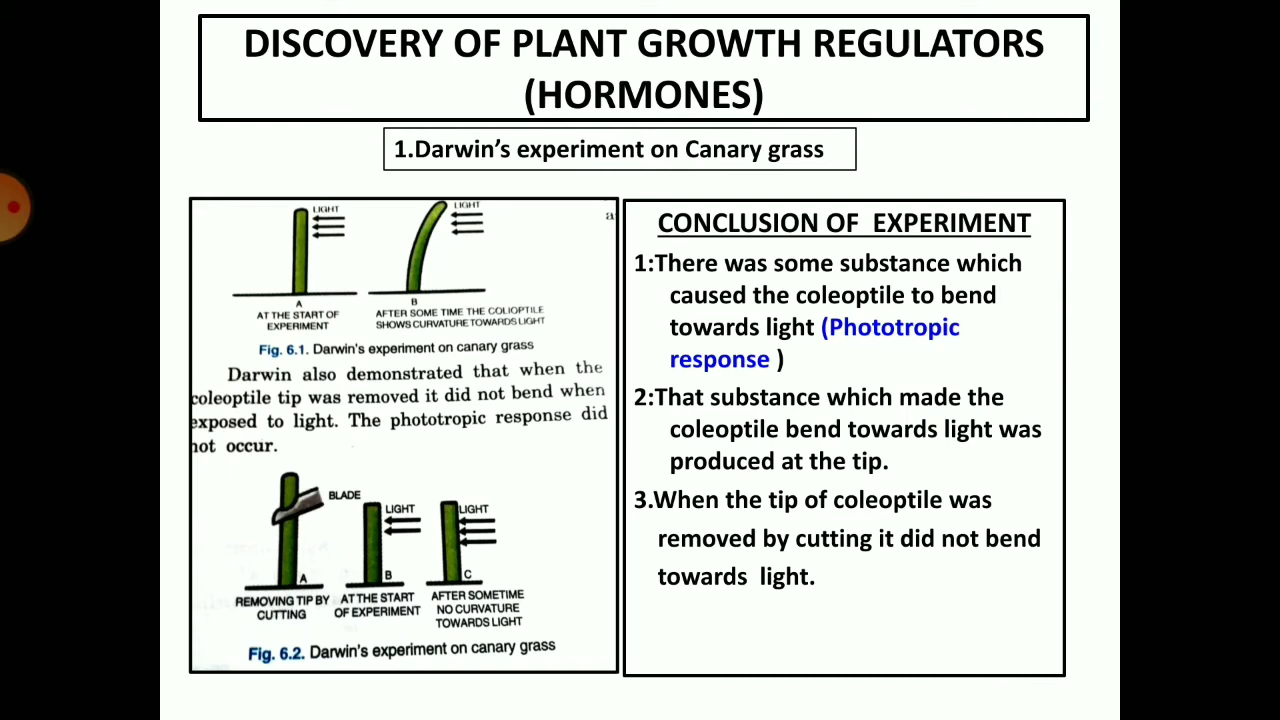 DISCOVERY OF PLANT GROWTH REGULATORS
(HORMONES)
1.Darwin’s experiment on Canary grass
LIGHT
LIGHT
a
A
B
AT THE START OF
EXPERIMENT
AFTER SOME TIME THE COLIOPTILE
SHOWS CURVATURE TOWARDS LIGHT
Fig. 6.1. Darwin's experiment on canary grass
Darwin also demonstrated that when the
coleoptile tip was removed it did not bend when
exposed to light. The phototropic response did
not occur.
BLADE
LIGHT
LIGHT
A
B
C
REMOVING TIP BY
CUTTING
AT THE START
OF EXPERIMENT
AFTER SOMETIME
NO CURVATURE
TOWARDS LIGHT
Fig. 6.2. Darwin's experiment on canary grass
CONCLUSION OF EXPERIMENT
1:There was some substance which
caused the coleoptile to bend
towards light (Phototropic
response )
2:That substance which made the
coleoptile bend towards light was
produced at the tip.
3.When the tip of coleoptile was
removed by cutting it did not bend
towards light.